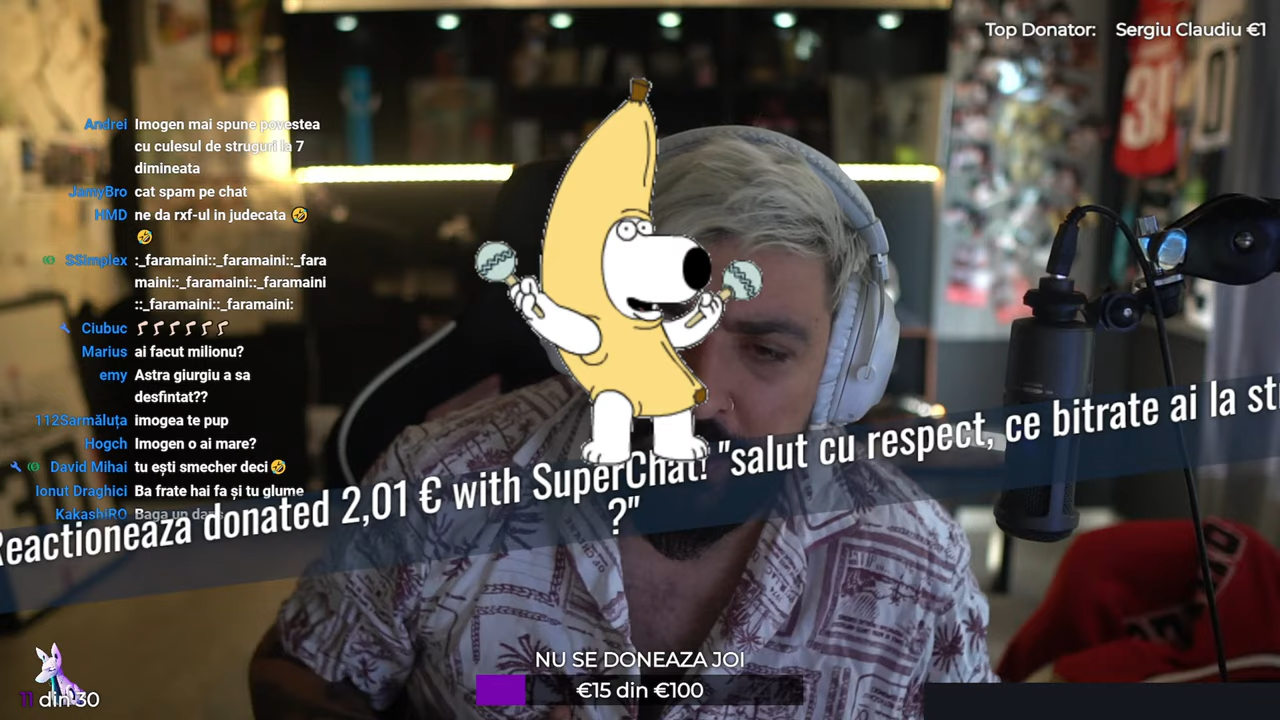 Top Donator: Sergiu Claudiu €1
Andrei Imogen mai spune povestea
cu culesul de struguri la 7
dimineata
JamyBro cat spam pe chat
HMD ne da rxf-ul in judecata 🤣
🤣
SSimplex :_faramaini::_faramaini::_fara
maini::_faramaini::_faramaini
::_faramaini::_faramaini:
Ciubuc 🦵🦵🦵🦵🦵🦵
Marius ai facut milionu?
emy Astra giurgiu a sa
desfintat??
112Sarmăluța imogea te pup
Hogch Imogen o ai mare?
David Mihai tu ești smecher deci 🤣
Ionut Draghici Ba frate hai fa și tu glume
KakashiRO Baga un
Reactioneaza donated 2,01 € with SuperChat! "salut cu respect, ce bitrate ai la
?"
NU SE DONEAZA JOI
€15 din €100
11 din 30